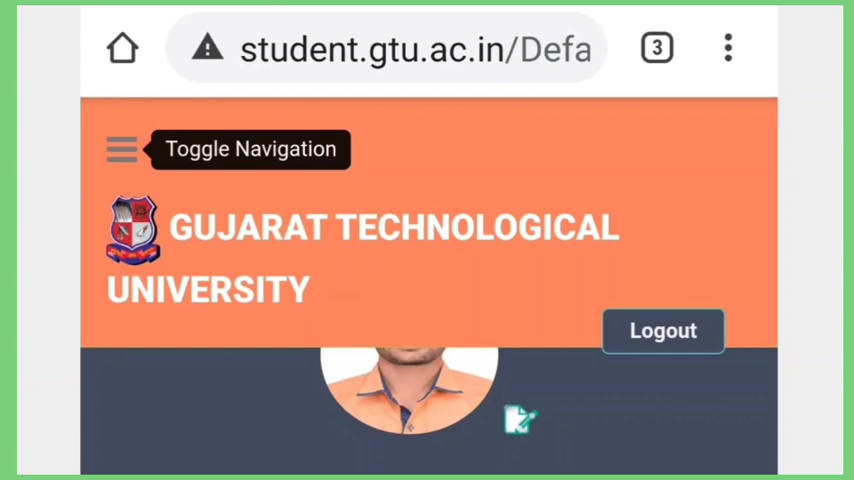 student.gtu.ac.in/Defa
3
Toggle Navigation
GUJARAT TECHNOLOGICAL
UNIVERSITY
Logout